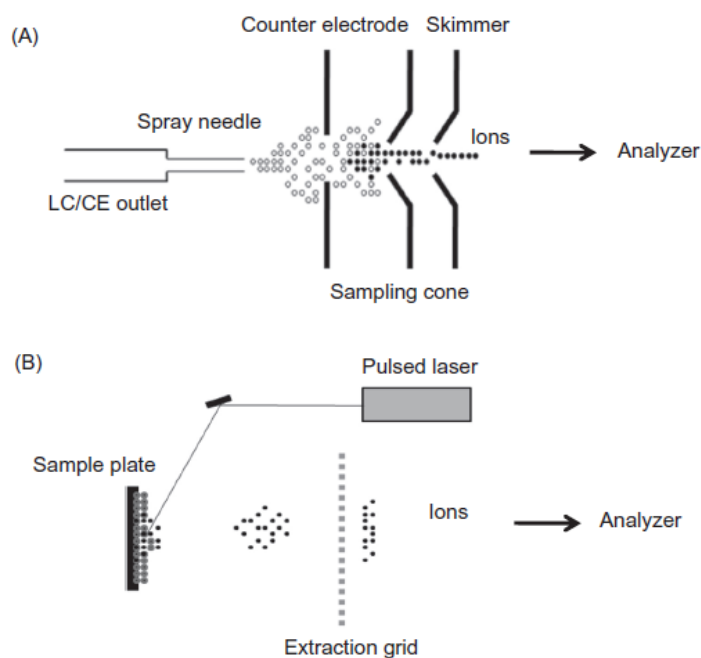 (A)
Counter electrode
Skimmer
Spray needle
Ions
Analyzer
LC/CE outlet
Sampling cone
(B)
Pulsed laser
Sample plate
Ions
Analyzer
Extraction grid